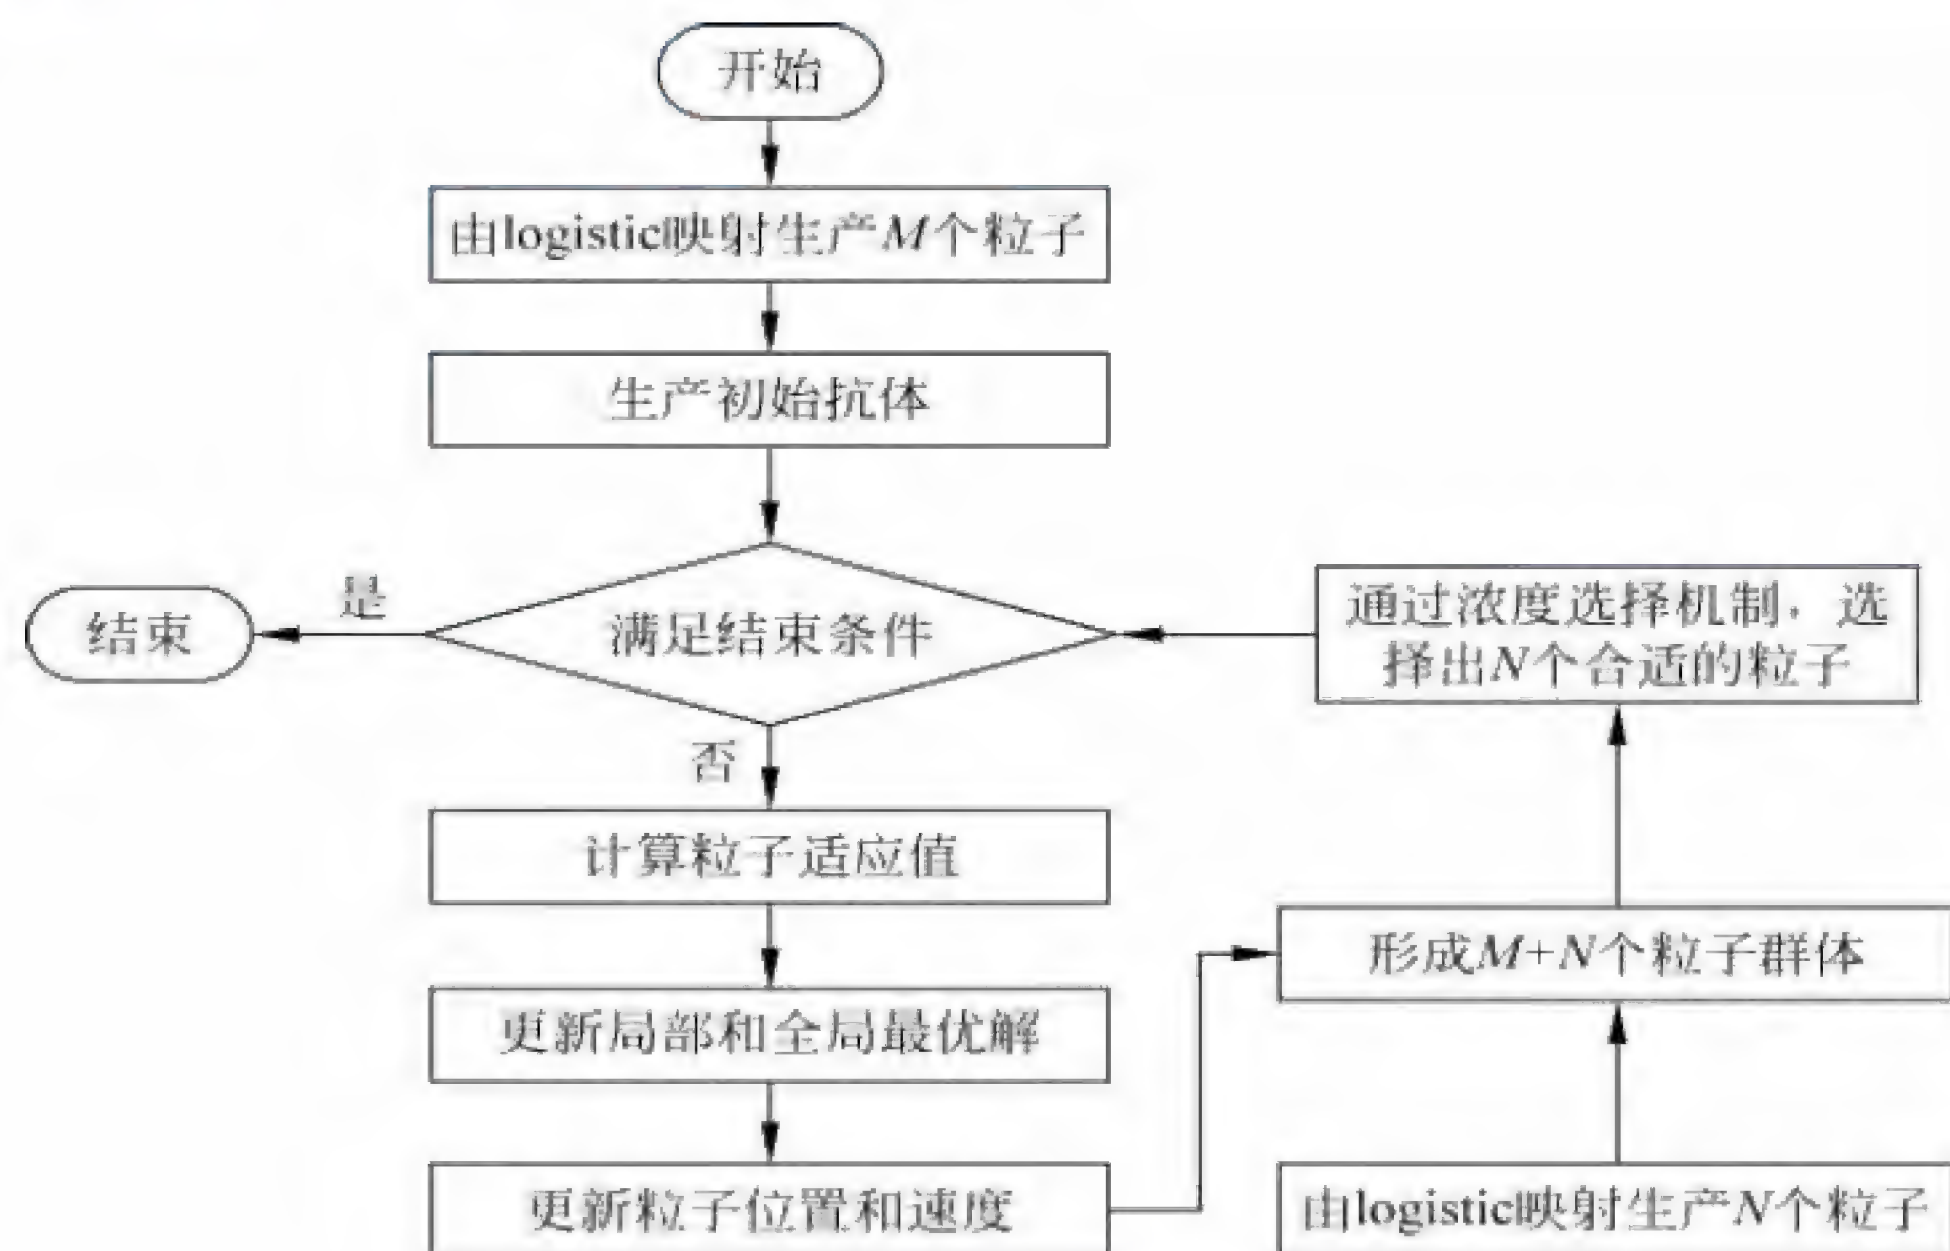 开始
由logistic映射生产M个粒子
生产初始抗体
是
结束
满足结束条件
通过浓度选择机制，选
择出N个合适的粒子
否
计算粒子适应值
形成M+N个粒子群体
更新局部和全局最优解
更新粒子位置和速度
由logistic映射生产N个粒子